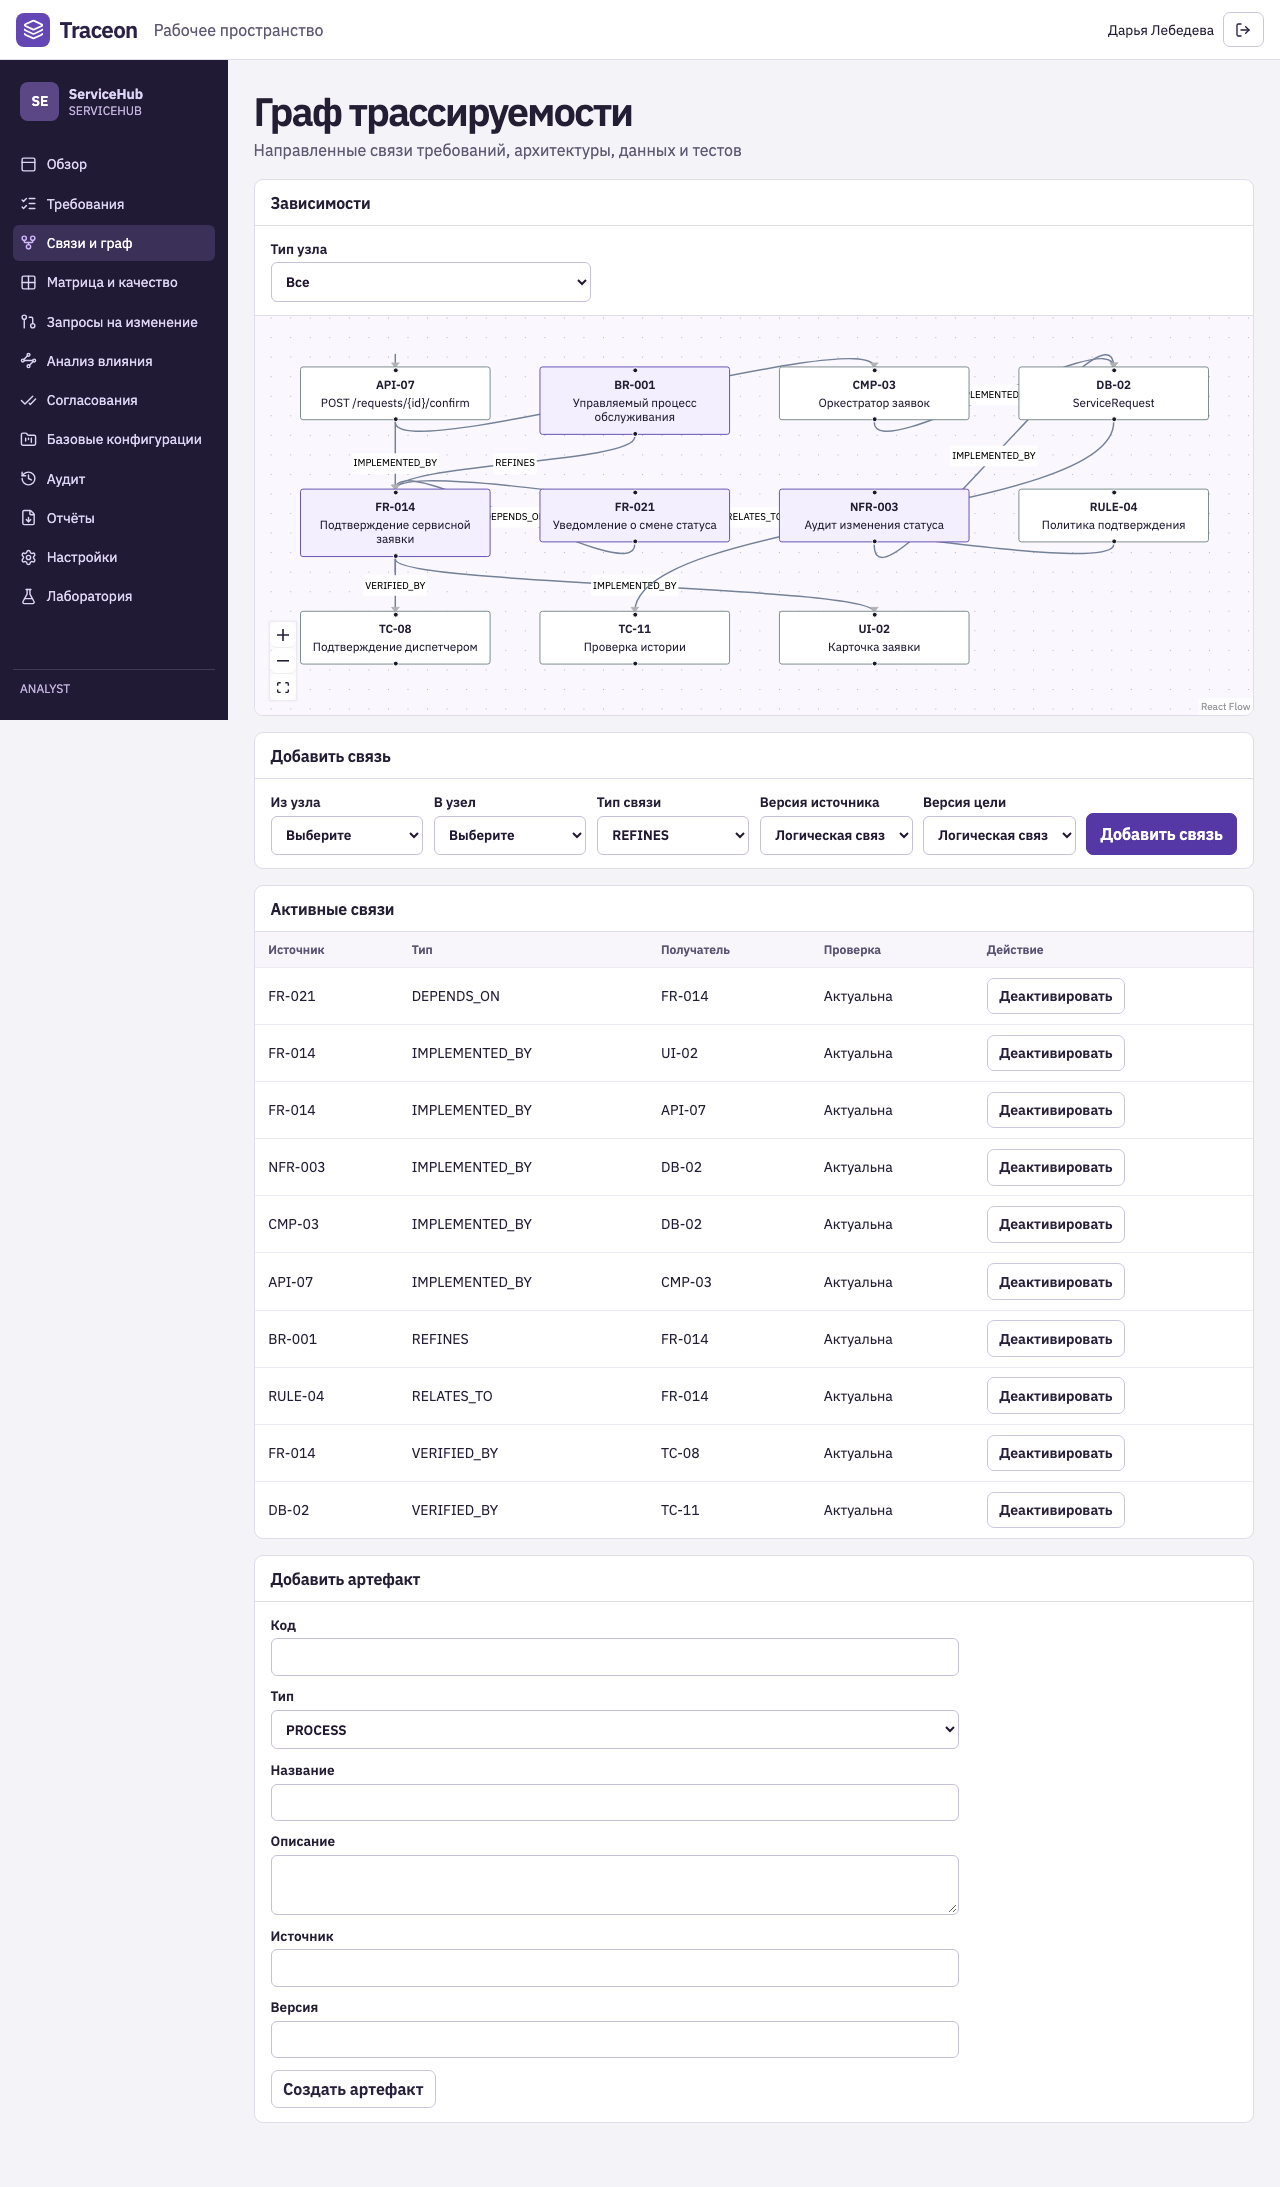 Traceon
Рабочее пространство
Дарья Лебедева
SE
ServiceHub
SERVICEHUB
Обзор
Требования
Связи и граф
Матрица и качество
Запросы на изменение
Анализ влияния
Согласования
Базовые конфигурации
Аудит
Отчёты
Настройки
Лаборатория
ANALYST
Граф трассируемости
Направленные связи требований, архитектуры, данных и тестов
Зависимости
Тип узла
Все
API-07
POST /requests/{id}/confirm
BR-001
Управляемый процесс
обслуживания
CMP-03
Оркестратор заявок
LEMENTED
DB-02
ServiceRequest
IMPLEMENTED_BY
REFINES
IMPLEMENTED_BY
FR-014
Подтверждение сервисной
заявки
EPENDS_O
FR-021
Уведомление о смене статуса
RELATES_TO
NFR-003
Аудит изменения статуса
RULE-04
Политика подтверждения
VERIFIED_BY
IMPLEMENTED_BY
TC-08
Подтверждение диспетчером
TC-11
Проверка истории
UI-02
Карточка заявки
React Flow
Добавить связь
Из узла
В узел
Тип связи
Версия источника
Версия цели
Выберите
Выберите
REFINES
Логическая связ
Логическая связ
Добавить связь
Активные связи
Источник Тип Получатель Проверка Действие
FR-021 DEPENDS_ON FR-014 Актуальна Деактивировать
FR-014 IMPLEMENTED_BY UI-02 Актуальна Деактивировать
FR-014 IMPLEMENTED_BY API-07 Актуальна Деактивировать
NFR-003 IMPLEMENTED_BY DB-02 Актуальна Деактивировать
CMP-03 IMPLEMENTED_BY DB-02 Актуальна Деактивировать
API-07 IMPLEMENTED_BY CMP-03 Актуальна Деактивировать
BR-001 REFINES FR-014 Актуальна Деактивировать
RULE-04 RELATES_TO FR-014 Актуальна Деактивировать
FR-014 VERIFIED_BY TC-08 Актуальна Деактивировать
DB-02 VERIFIED_BY TC-11 Актуальна Деактивировать
Добавить артефакт
Код
Тип
PROCESS
Название
Описание
Источник
Версия
Создать артефакт